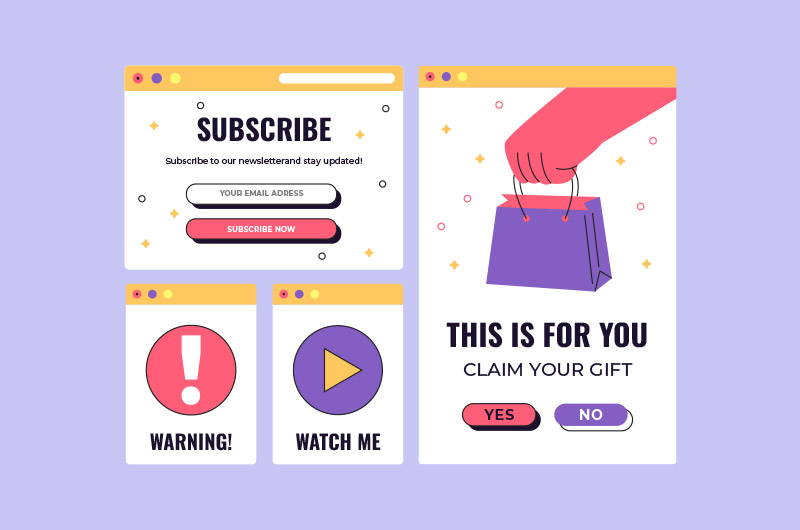 SUBSCRIBE
Subscribe to our newsletterand stay updated!
YOUR EMAIL ADRESS
SUBSCRIBE NOW
WARNING!
WATCH ME
THIS IS FOR YOU
CLAIM YOUR GIFT
YES
NO